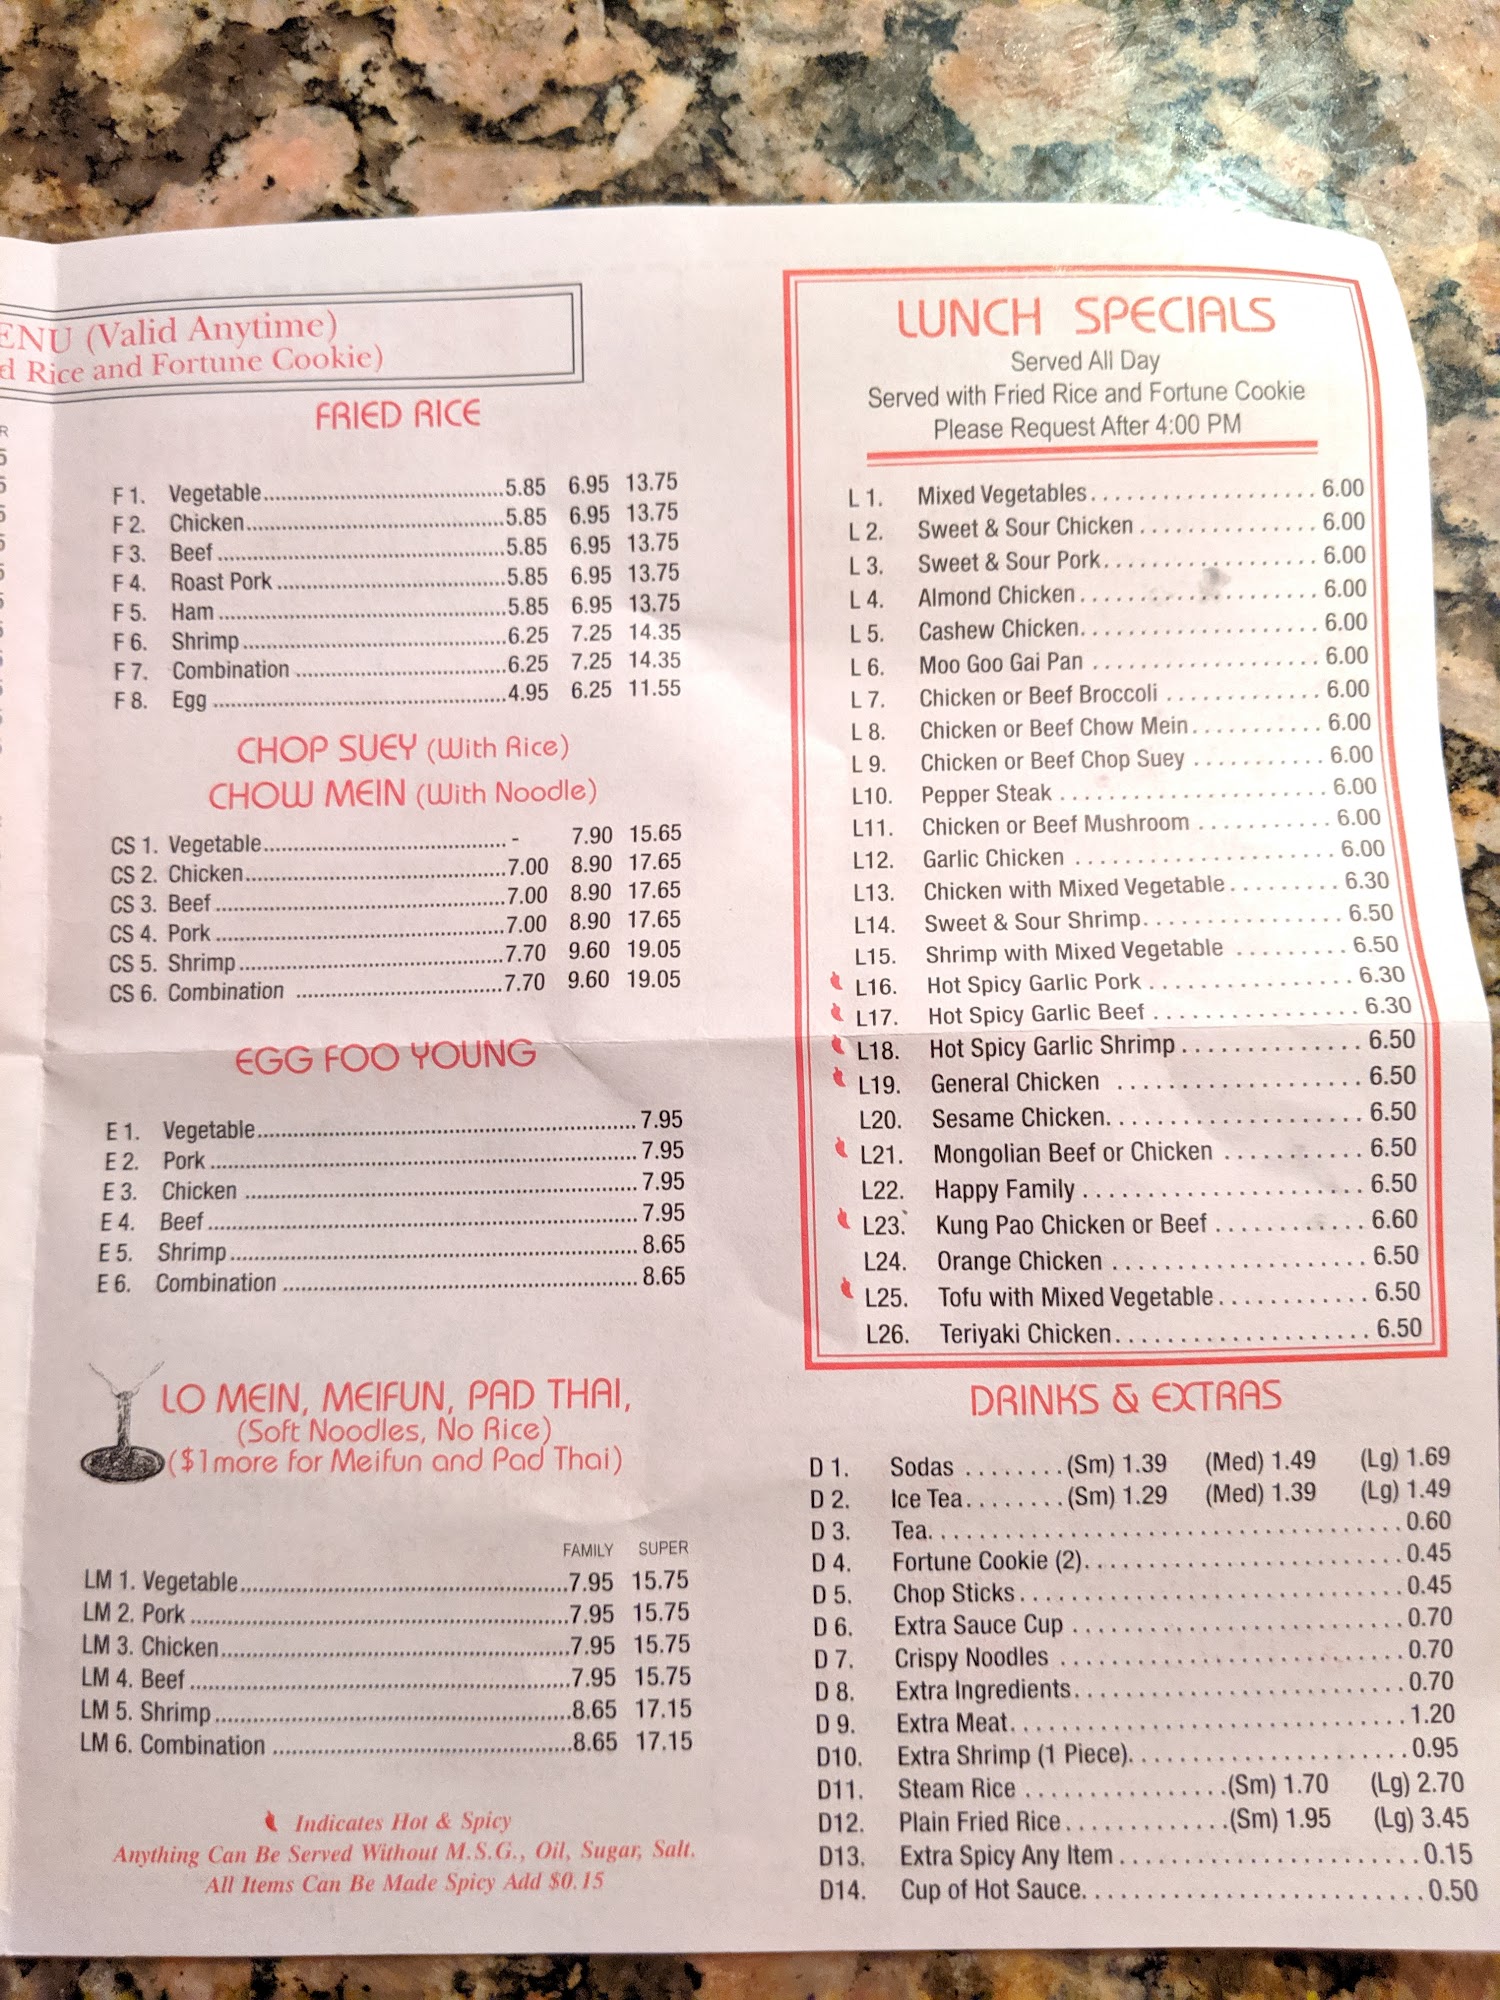 ENU (Valid Anytime)
d Rice and Fortune Cookie)
FRIED RICE
F 1. Vegetable 5.85 6.95 13.75
F 2. Chicken 5.85 6.95 13.75
F 3. Beef 5.85 6.95 13.75
F 4. Roast Pork 5.85 6.95 13.75
F 5. Ham 5.85 6.95 13.75
F 6. Shrimp 6.25 7.25 14.35
F 7. Combination 6.25 7.25 14.35
F 8. Egg 4.95 6.25 11.55
CHOP SUEY (With Rice)
CHOW MEIN (With Noodle)
CS 1. Vegetable - 7.90 15.65
CS 2. Chicken 7.00 8.90 17.65
CS 3. Beef 7.00 8.90 17.65
CS 4. Pork 7.00 8.90 17.65
CS 5. Shrimp 7.70 9.60 19.05
CS 6. Combination 7.70 9.60 19.05
EGG FOO YOUNG
E 1. Vegetable 7.95
E 2. Pork 7.95
E 3. Chicken 7.95
E 4. Beef 7.95
E 5. Shrimp 8.65
E 6. Combination 8.65
LO MEIN, MEIFUN, PAD THAI,
(Soft Noodles, No Rice)
($1 more for Meifun and Pad Thai)
FAMILY SUPER
LM 1. Vegetable 7.95 15.75
LM 2. Pork 7.95 15.75
LM 3. Chicken 7.95 15.75
LM 4. Beef 7.95 15.75
LM 5. Shrimp 8.65 17.15
LM 6. Combination 8.65 17.15
Indicates Hot & Spicy
Anything Can Be Served Without M.S.G., Oil, Sugar, Salt.
All Items Can Be Made Spicy Add $0.15
LUNCH SPECIALS
Served All Day
Served with Fried Rice and Fortune Cookie
Please Request After 4:00 PM
L 1. Mixed Vegetables 6.00
L 2. Sweet & Sour Chicken 6.00
L 3. Sweet & Sour Pork 6.00
L 4. Almond Chicken 6.00
L 5. Cashew Chicken 6.00
L 6. Moo Goo Gai Pan 6.00
L 7. Chicken or Beef Broccoli 6.00
L 8. Chicken or Beef Chow Mein 6.00
L 9. Chicken or Beef Chop Suey 6.00
L10. Pepper Steak 6.00
L11. Chicken or Beef Mushroom 6.00
L12. Garlic Chicken 6.00
L13. Chicken with Mixed Vegetable 6.30
L14. Sweet & Sour Shrimp 6.50
L15. Shrimp with Mixed Vegetable 6.50
L16. Hot Spicy Garlic Pork 6.30
L17. Hot Spicy Garlic Beef 6.30
L18. Hot Spicy Garlic Shrimp 6.50
L19. General Chicken 6.50
L20. Sesame Chicken 6.50
L21. Mongolian Beef or Chicken 6.50
L22. Happy Family 6.50
L23. Kung Pao Chicken or Beef 6.60
L24. Orange Chicken 6.50
L25. Tofu with Mixed Vegetable 6.50
L26. Teriyaki Chicken 6.50
DRINKS & EXTRAS
D 1. Sodas (Sm) 1.39 (Med) 1.49 (Lg) 1.69
D 2. Ice Tea (Sm) 1.29 (Med) 1.39 (Lg) 1.49
D 3. Tea 0.60
D 4. Fortune Cookie (2) 0.45
D 5. Chop Sticks 0.45
D 6. Extra Sauce Cup 0.70
D 7. Crispy Noodles 0.70
D 8. Extra Ingredients 0.70
D 9. Extra Meat 1.20
D10. Extra Shrimp (1 Piece) 0.95
D11. Steam Rice (Sm) 1.70 (Lg) 2.70
D12. Plain Fried Rice (Sm) 1.95 (Lg) 3.45
D13. Extra Spicy Any Item 0.15
D14. Cup of Hot Sauce 0.50